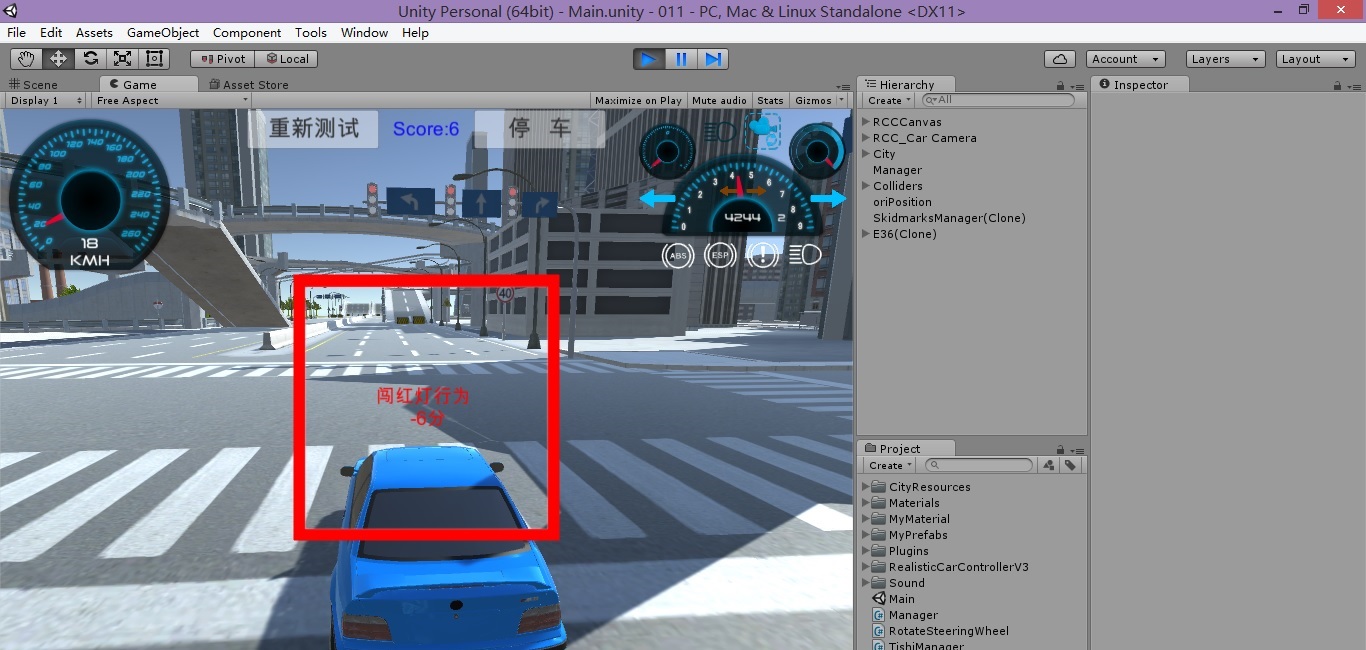 Unity Personal (64bit) - Main.unity - 011 - PC, Mac & Linux Standalone <DX11>
File Edit Assets GameObject Component Tools Window Help
Pivot Local
Account Layers Layout
Scene Game Asset Store
Display 1 Free Aspect Maximize on Play Mute audio Stats Gizmos
重新测试 Score:6 停 车
0 20 40 60 80 100 120 140 160 180 200 220 240 260
18
KMH
0 1 2 3 4 5 6 7 8 9
4244 2
ABS ESP !
40
闯红灯行为
-6分
Hierarchy
Create All
RCCCanvas
RCC_Car Camera
City
Manager
Colliders
oriPosition
SkidmarksManager(Clone)
E36(Clone)
Project
Create
CityResources
Materials
MyMaterial
MyPrefabs
Plugins
RealisticCarControllerV3
Sound
Main
Manager
RotateSteeringWheel
TishiManager
Inspector